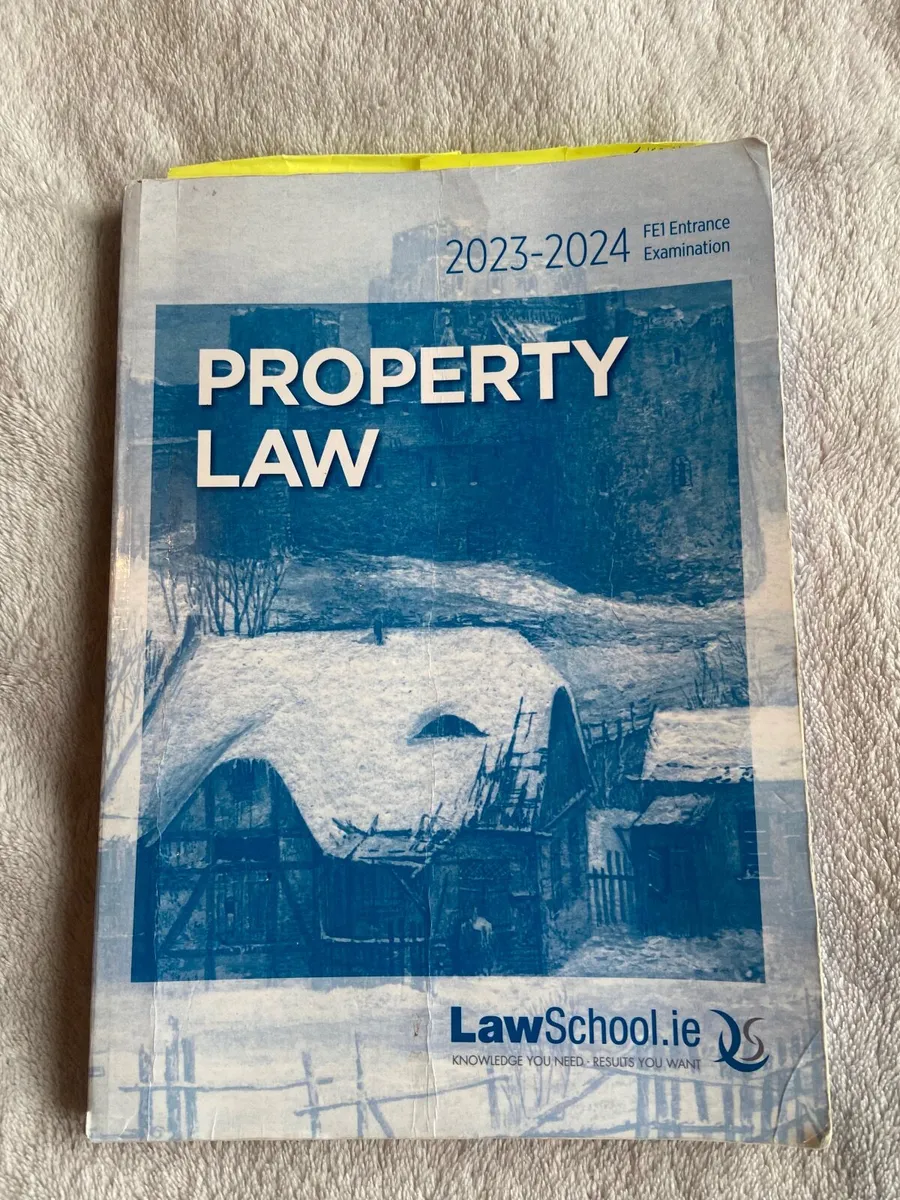 2023-2024
FE1 Entrance
Examination
PROPERTY
LAW
LawSchool.ie
KNOWLEDGE YOU NEED - RESULTS YOU WANT